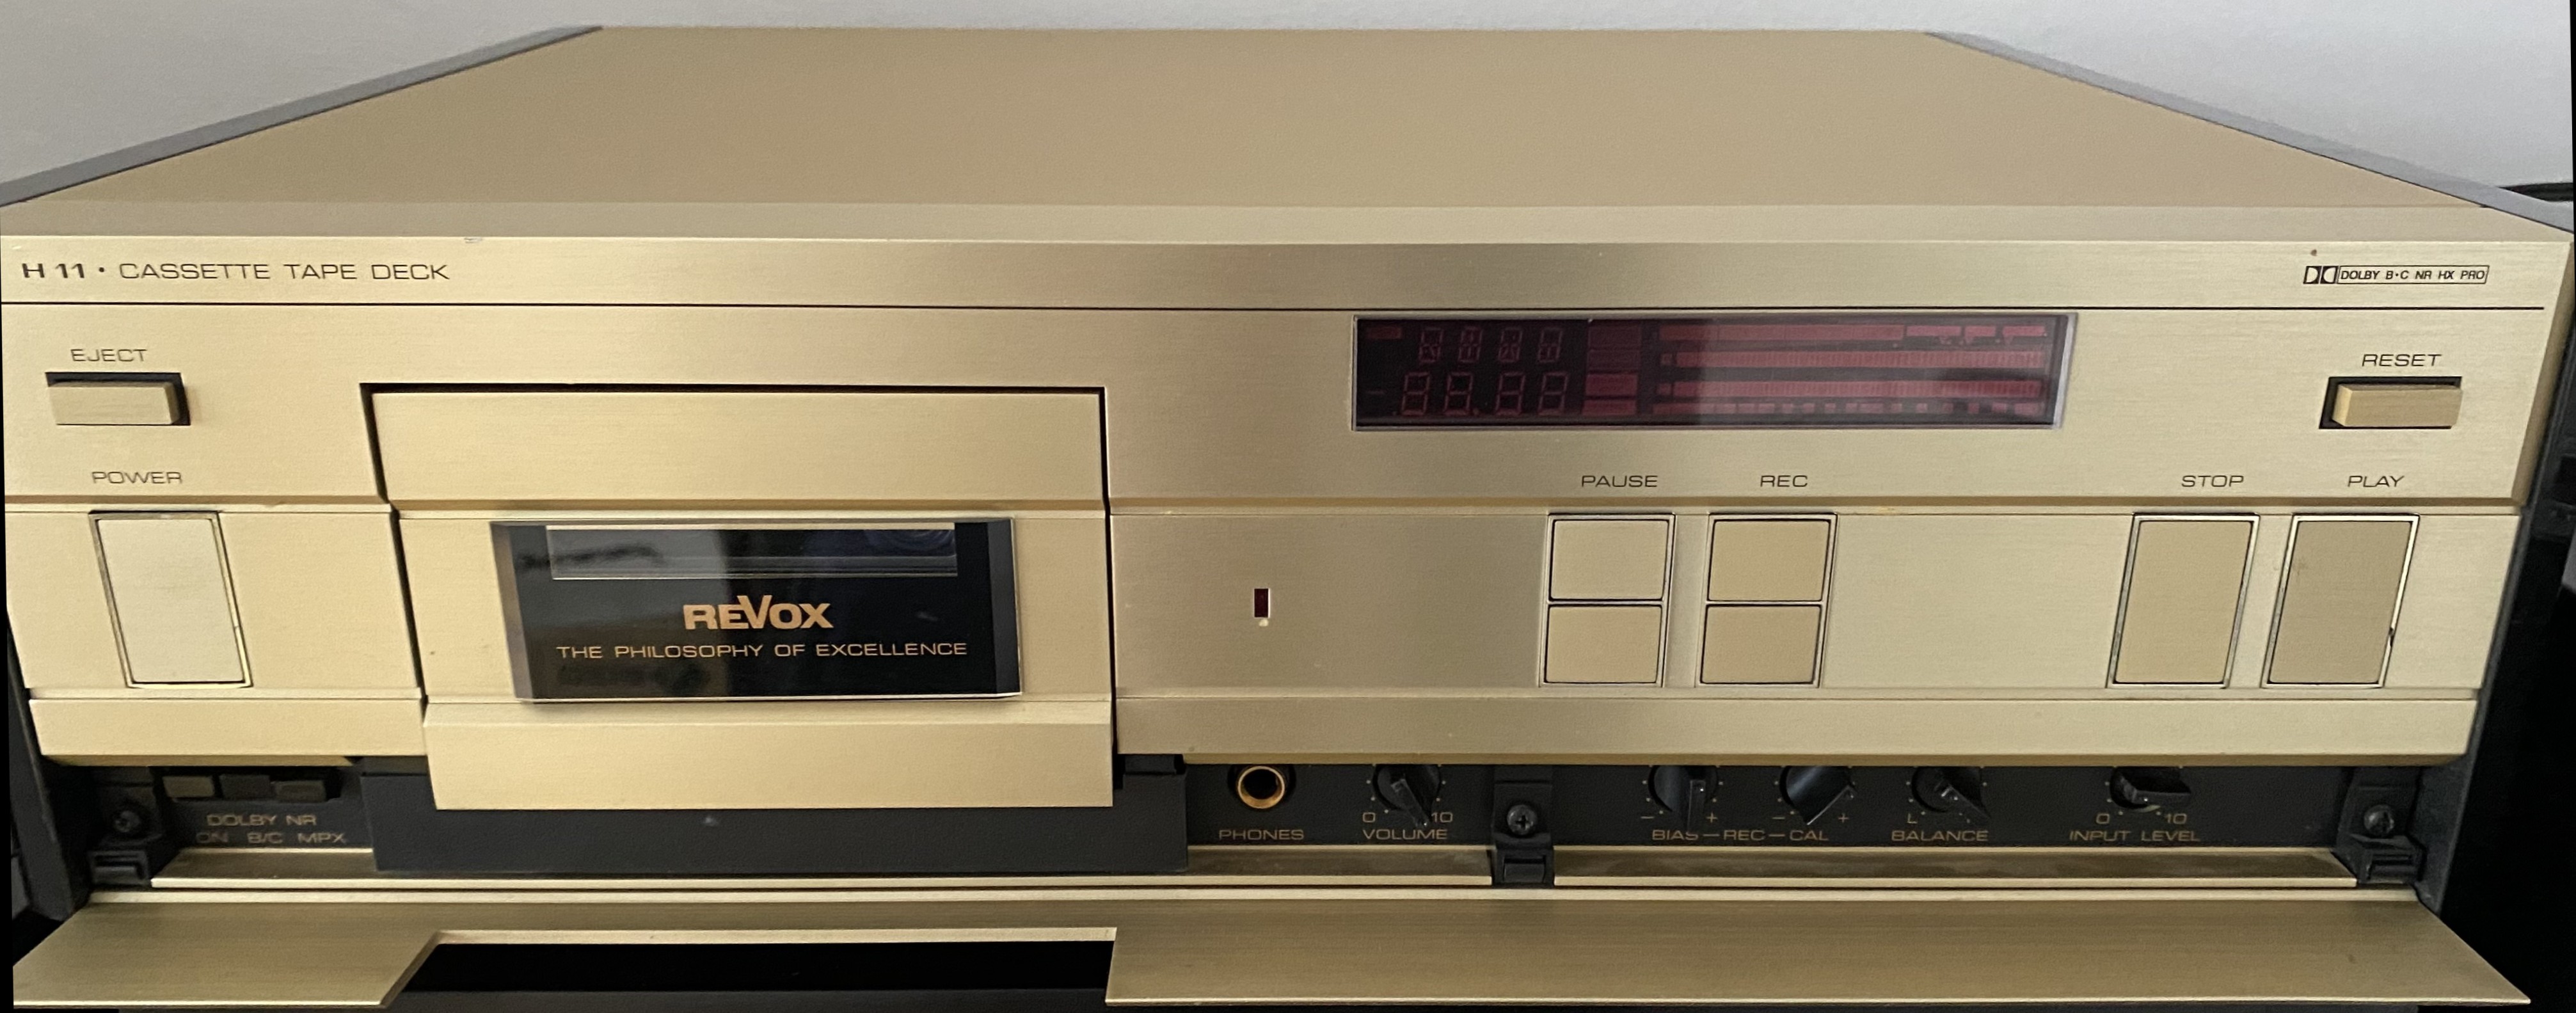 H 11 • CASSETTE TAPE DECK
DOLBY B•C NR HX PRO
EJECT
RESET
POWER
PAUSE REC STOP PLAY
REVOX
THE PHILOSOPHY OF EXCELLENCE
DOLBY NR
ON B/C MPX
0 10
- + - +
L
0 10
PHONES VOLUME BIAS—REC—CAL BALANCE INPUT LEVEL